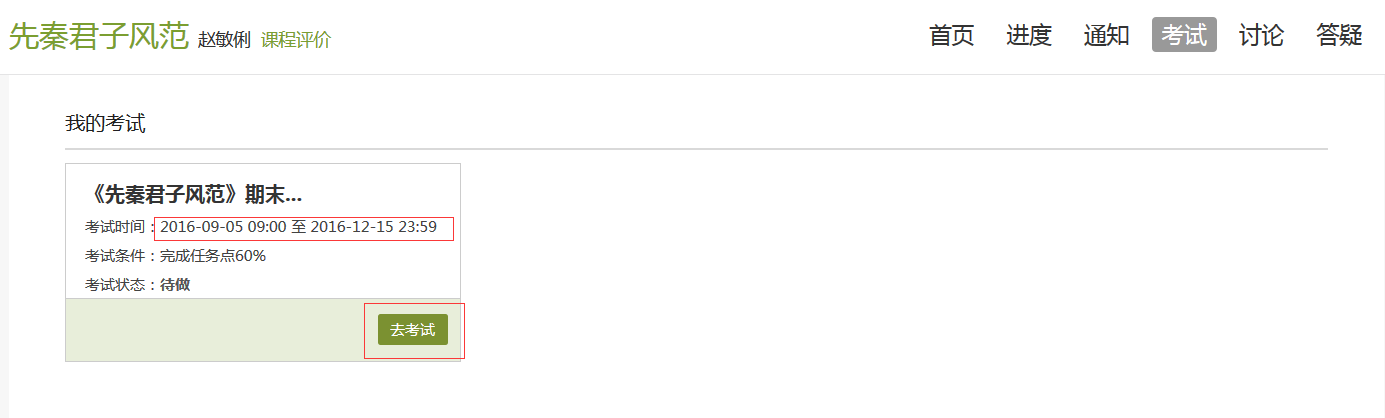 先秦君子风范 赵敏俐 课程评价 首页 进度 通知 考试 讨论 答疑
我的考试
《先秦君子风范》期末...
考试时间：2016-09-05 09:00 至 2016-12-15 23:59
考试条件：完成任务点60%
考试状态：待做
去考试